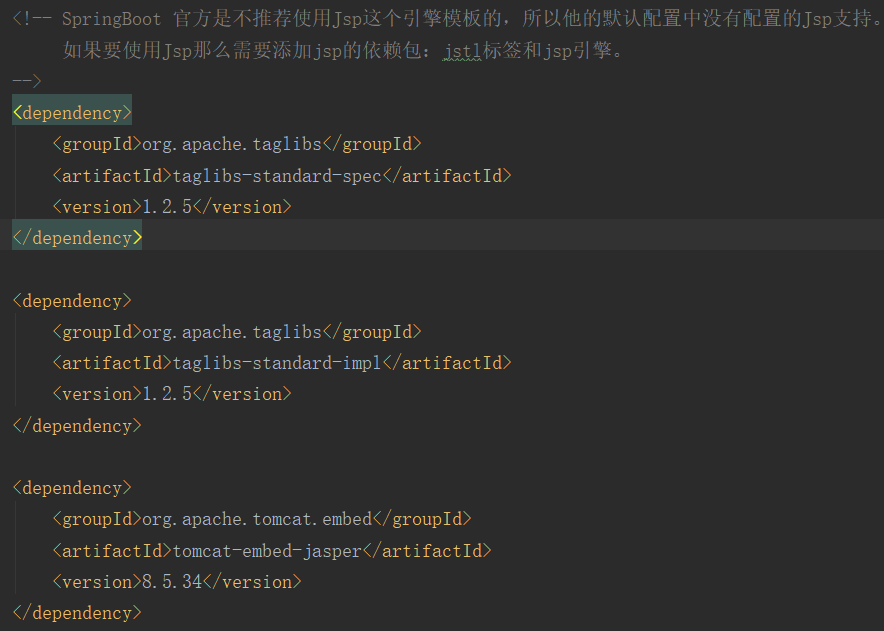 <!-- SpringBoot 官方是不推荐使用Jsp这个引擎模板的，所以他的默认配置中没有配置的Jsp支持。
如果要使用Jsp那么需要添加jsp的依赖包：jstl标签和jsp引擎。
-->
<dependency>
<groupId>org.apache.taglibs</groupId>
<artifactId>taglibs-standard-spec</artifactId>
<version>1.2.5</version>
</dependency>
<dependency>
<groupId>org.apache.taglibs</groupId>
<artifactId>taglibs-standard-impl</artifactId>
<version>1.2.5</version>
</dependency>
<dependency>
<groupId>org.apache.tomcat.embed</groupId>
<artifactId>tomcat-embed-jasper</artifactId>
<version>8.5.34</version>
</dependency>